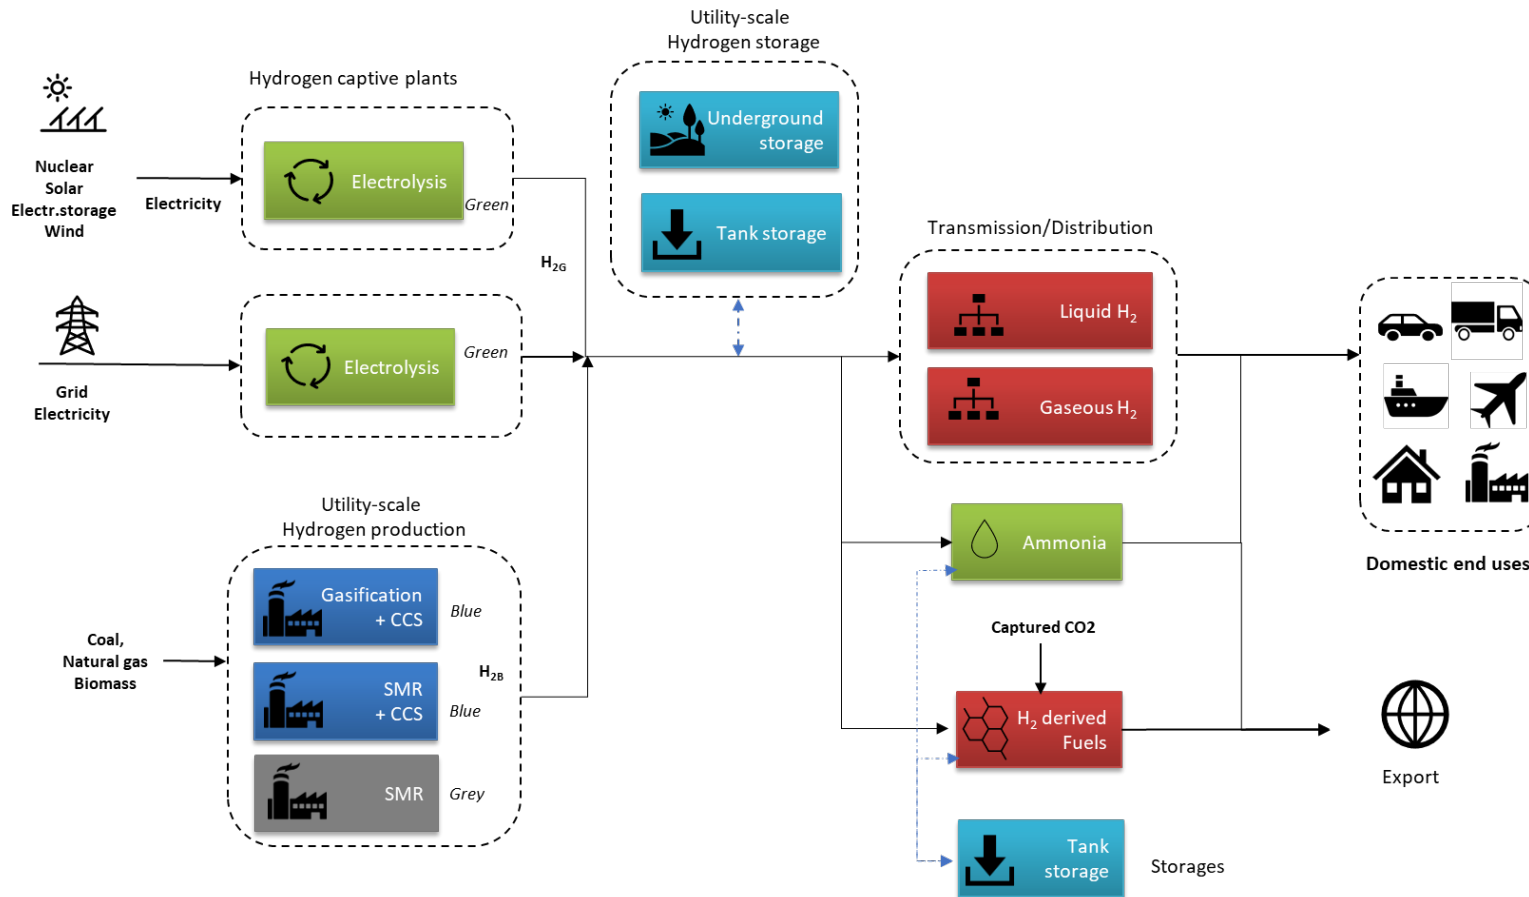 Utility-scale
Hydrogen storage
Hydrogen captive plants
Underground
storage
Nuclear
Solar
Electr.storage
Wind
Electricity
Electrolysis
Green
Tank storage
Transmission/Distribution
H2G
Liquid H2
Electrolysis
Green
Grid
Electricity
Gaseous H2
Utility-scale
Hydrogen production
Ammonia
Domestic end uses
Gasification
+ CCS
Blue
Coal,
Natural gas
Biomass
Captured CO2
H2B
SMR
+ CCS
Blue
H2 derived
Fuels
SMR
Grey
Export
Tank
storage
Storages